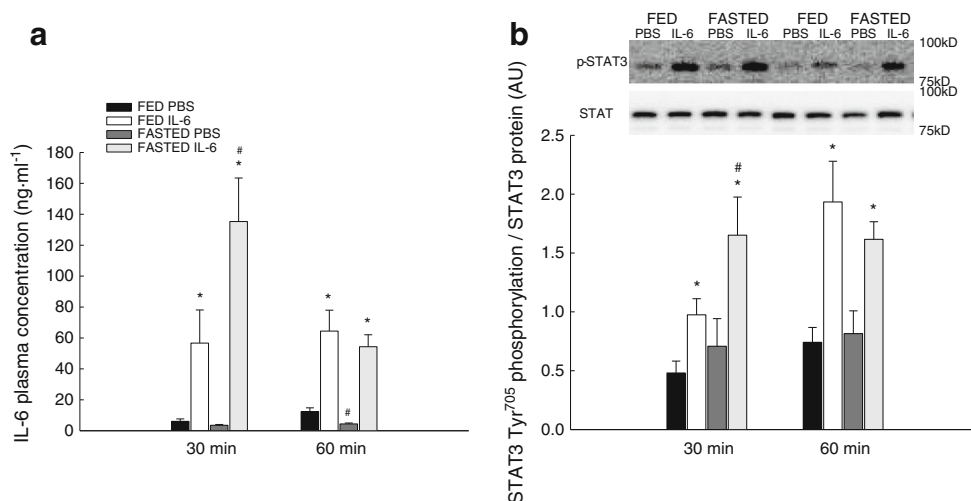 a
FED PBS
FED IL-6
FASTED PBS
FASTED IL-6
IL-6 plasma concentration (ng·ml⁻¹)
180
160
140
120
100
80
60
40
20
0
#
*
*
*
#
*
30 min
60 min
b
FED FASTED FED FASTED
PBS IL-6 PBS IL-6 PBS IL-6 PBS IL-6
p-STAT3
100kD
75kD
STAT
100kD
75kD
STAT3 Tyr⁷⁰⁵ phosphorylation / STAT3 protein (AU)
2.5
2.0
1.5
1.0
0.5
0.0
*
#
*
*
*
30 min
60 min